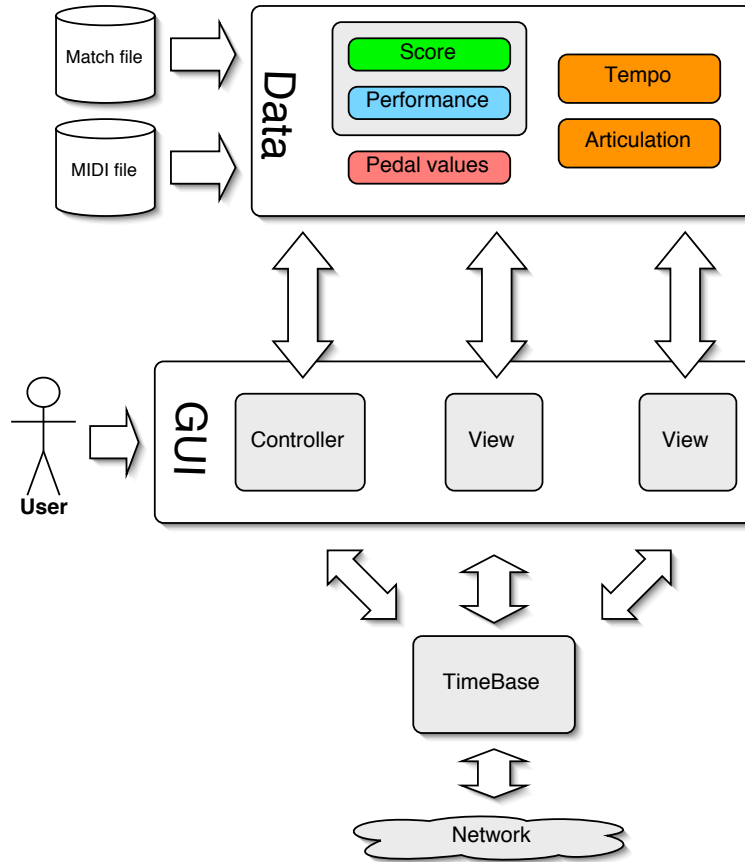 Match file
MIDI file
Data
Score
Performance
Pedal values
Tempo
Articulation
User
GUI
Controller
View
View
TimeBase
Network